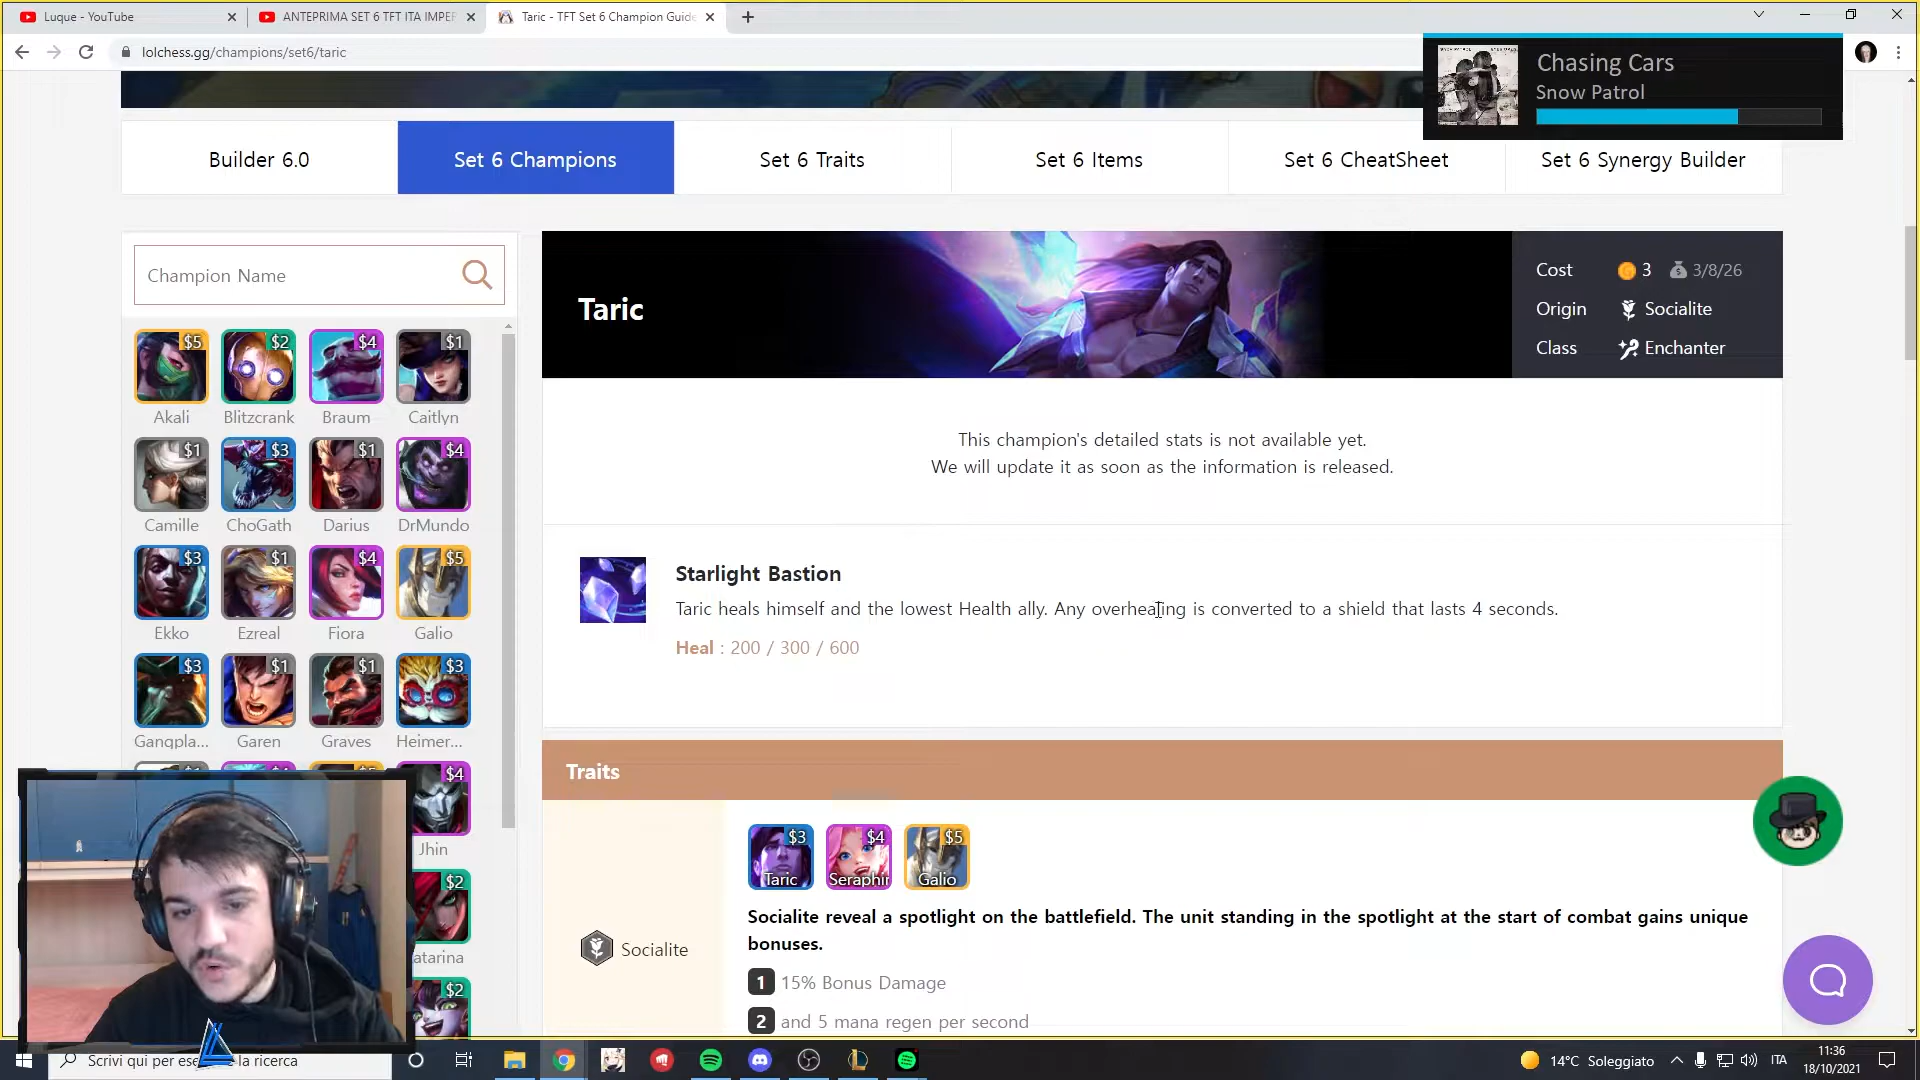 Luque - YouTube
ANTEPRIMA SET 6 TFT ITA IMPEF
Taric - TFT Set 6 Champion Guide
lolchess.gg/champions/set6/taric
Chasing Cars
Snow Patrol
Builder 6.0
Set 6 Champions
Set 6 Traits
Set 6 Items
Set 6 CheatSheet
Set 6 Synergy Builder
Champion Name
Taric
Cost 3 3/8/26
Origin Socialite
Class Enchanter
$5 $2 $4 $1
Akali Blitzcrank Braum Caitlyn
$1 $3 $1 $4
Camille ChoGath Darius DrMundo
$3 $1 $4 $5
Ekko Ezreal Fiora Galio
$3 $1 $1 $3
Gangpla... Garen Graves Heimer...
$4
Jhin
$2
atarina
$2
This champion's detailed stats is not available yet.
We will update it as soon as the information is released.
Starlight Bastion
Taric heals himself and the lowest Health ally. Any overheating is converted to a shield that lasts 4 seconds.
Heal : 200 / 300 / 600
Traits
$3 $4 $5
Taric Seraphin Galio
Socialite
Socialite reveal a spotlight on the battlefield. The unit standing in the spotlight at the start of combat gains unique
bonuses.
1 15% Bonus Damage
2 and 5 mana regen per second
Scrivi qui per ese la ricerca
14°C Soleggiato
ITA
11:36
18/10/2021